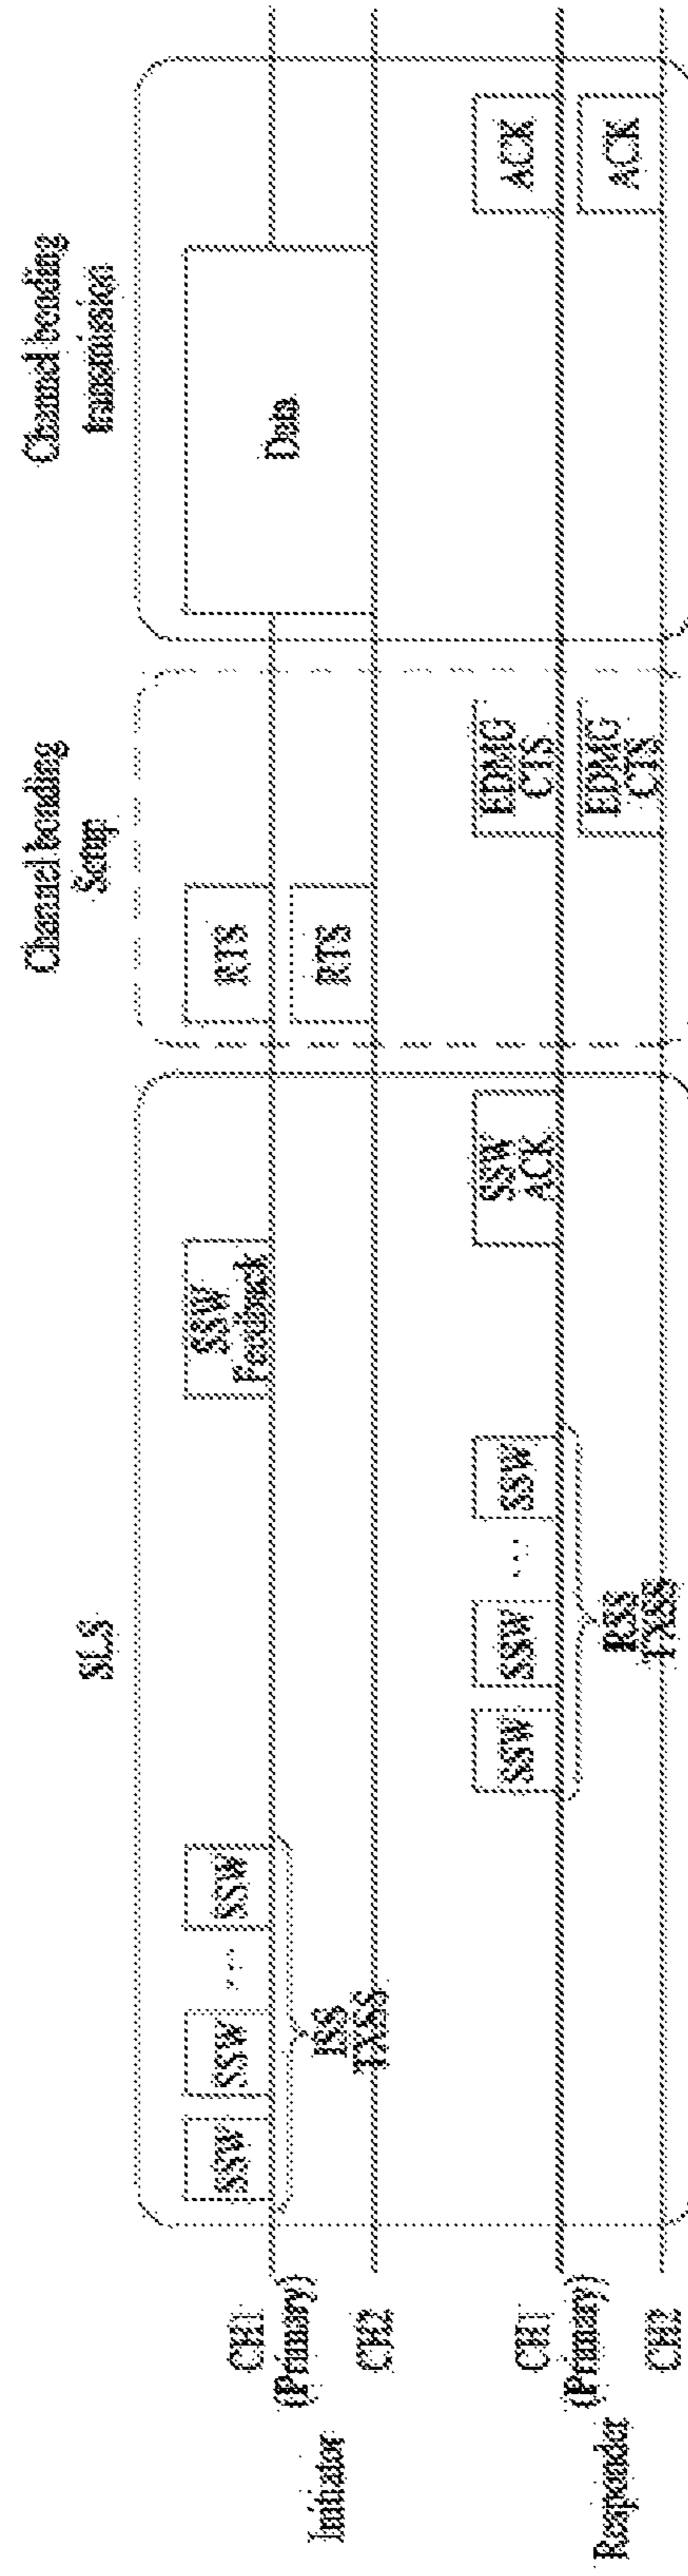 SLS
Channel bonding
Setup
Channel bonding
transmission
Initiator
CH1
(Primary)
SSW
SSW
...
SSW
ISS
TXSS
SSW
Feedback
RTS
Data
CH2
RTS
Responder
CH1
(Primary)
SSW
SSW
...
SSW
RSS
TXSS
SSW
ACK
EDMG
CTS
ACK
CH2
EDMG
CTS
ACK